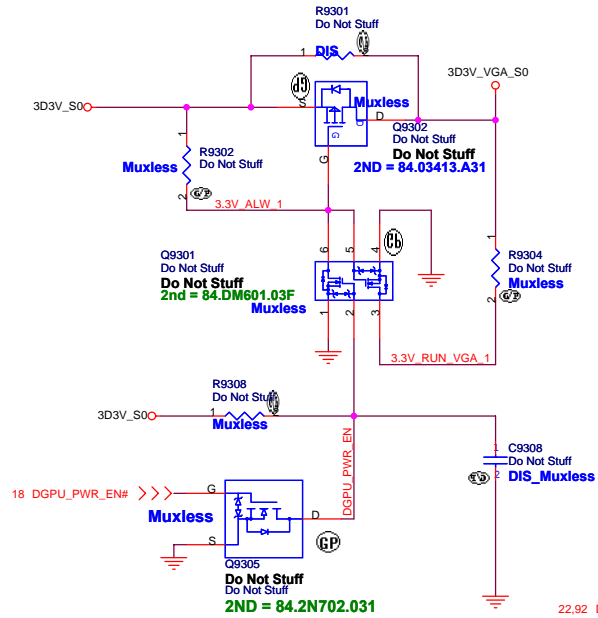 R9301
Do Not Stuff
1
DIS
3D3V_VGA_S0
3D3V_S0
S
Muxless
D
G
Q9302
Do Not Stuff
Do Not Stuff
2ND = 84.03413.A31
1
R9302
Do Not Stuff
Muxless
2
G
3.3V_ALW_1
Q9301
Do Not Stuff
Do Not Stuff
2nd = 84.DM601.03F
Muxless
6
5
4
1
2
3
1
R9304
Do Not Stuff
Muxless
2
3.3V_RUN_VGA_1
R9308
Do Not Stuff
3D3V_S0
1
Muxless
DGPU_PWR_EN
1
C9308
Do Not Stuff
DIS_Muxless
2
18 DGPU_PWR_EN#
G
Muxless
D
S
GP
Q9305
Do Not Stuff
Do Not Stuff
2ND = 84.2N702.031
22,92